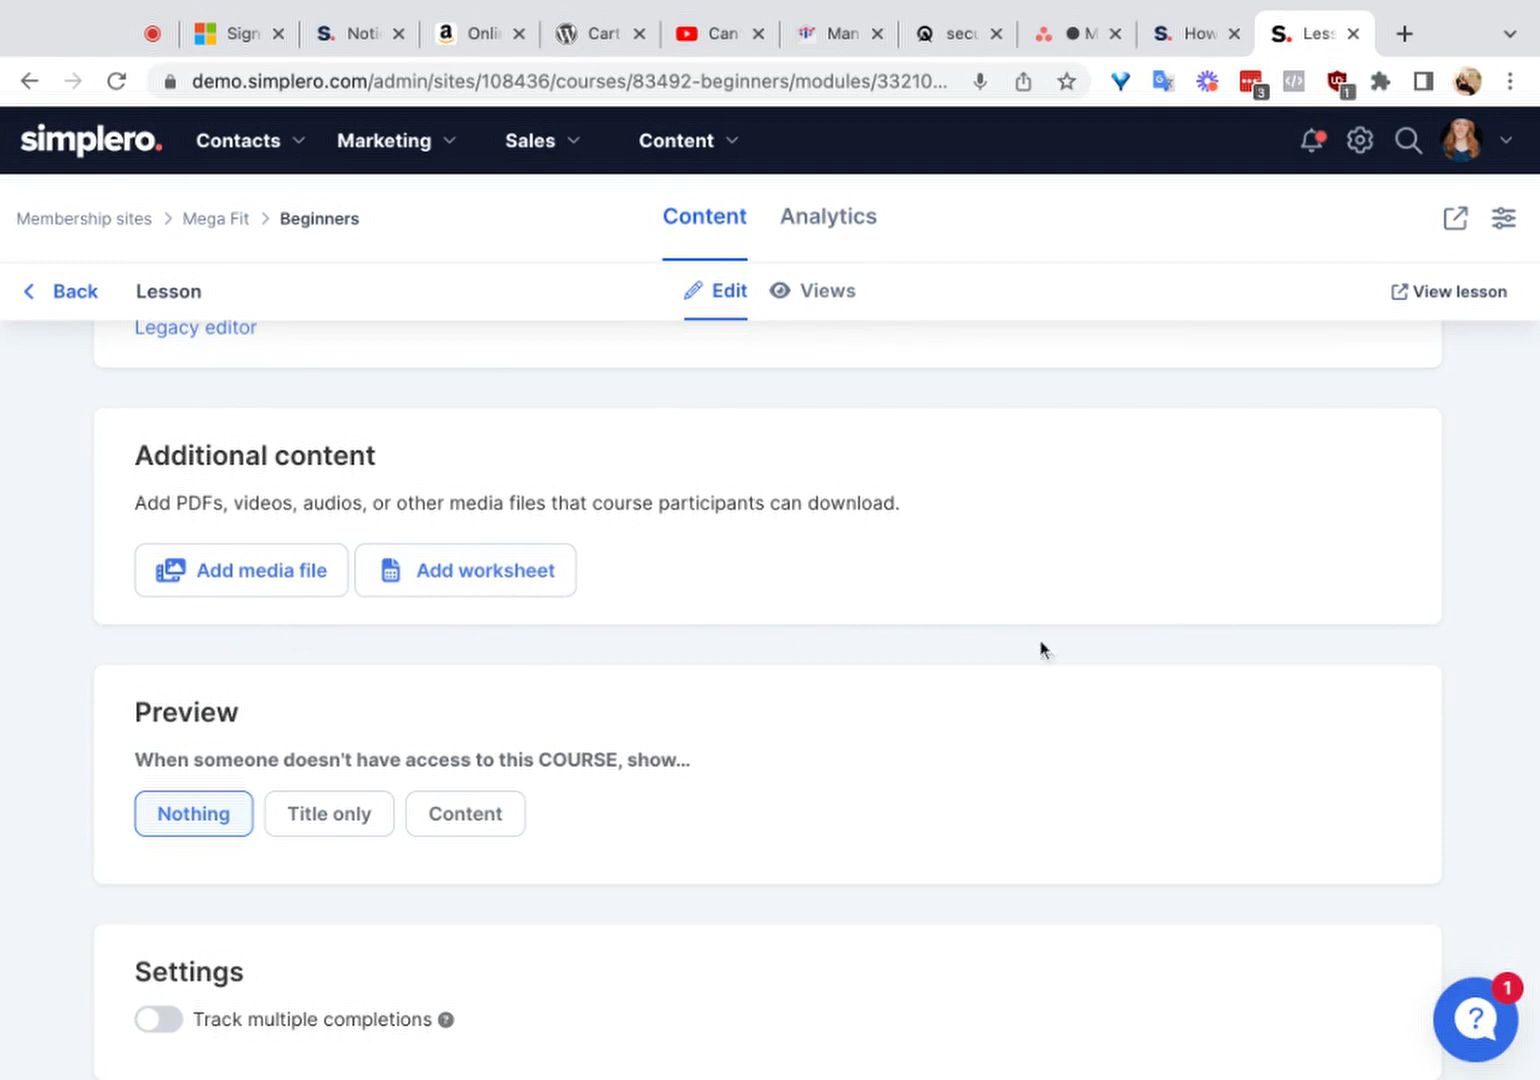 Sign
S. Noti
a Onli
Cart
Can
Man
secu
M
S. How
S. Less
demo.simplero.com/admin/sites/108436/courses/83492-beginners/modules/33210...
3
1
simplero.
Contacts
Marketing
Sales
Content
Membership sites > Mega Fit > Beginners
Content
Analytics
Back
Lesson
Edit
Views
View lesson
Legacy editor
Additional content
Add PDFs, videos, audios, or other media files that course participants can download.
Add media file
Add worksheet
Preview
When someone doesn't have access to this COURSE, show...
Nothing
Title only
Content
Settings
Track multiple completions ?
1
?